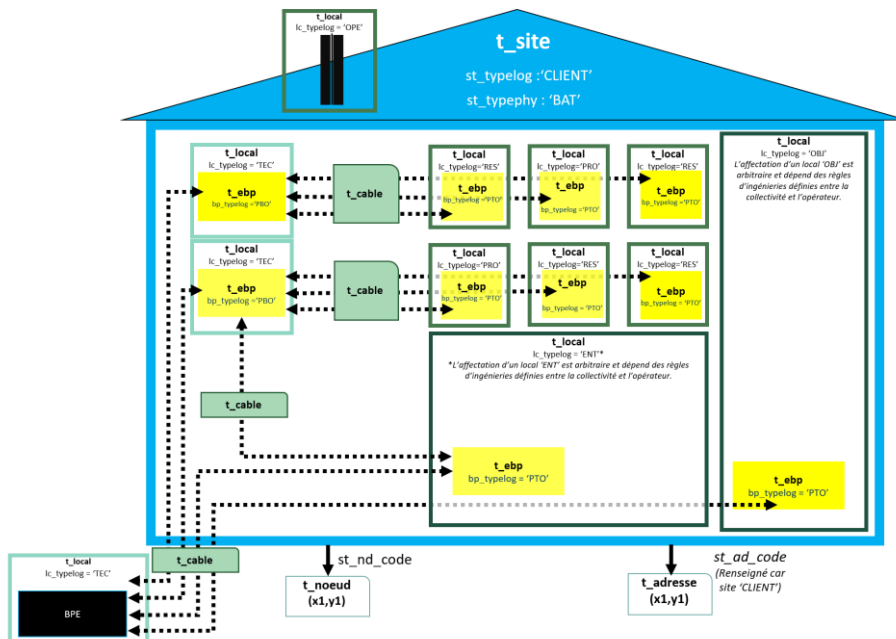 t_local
lc_typelog = 'OPE'
t_site
st_typelog :'CLIENT'
st_typephy : 'BAT'
t_local
lc_typelog = 'TEC'
t_ebp
bp_typelog ='PBO'
t_cable
t_local
lc_typelog='RES'
t_ebp
bp_typelog ='PTO'
t_local
lc_typelog='PRO'
t_ebp
bp_typelog ='PTO'
t_local
lc_typelog='RES'
t_ebp
bp_typelog ='PTO'
t_local
lc_typelog = 'OBJ'
L'affectation d'un local 'OBJ' est
arbitraire et dépend des règles
d'ingénieries définies entre la
collectivité et l'opérateur.
t_local
lc_typelog = 'TEC'
t_ebp
bp_typelog ='PBO'
t_cable
t_local
lc_typelog='PRO'
t_ebp
bp_typelog = 'PTO'
t_local
lc_typelog='RES'
t_ebp
bp_typelog = 'PTO'
t_local
lc_typelog='RES'
t_ebp
bp_typelog = 'PTO'
t_local
lc_typelog = 'ENT'*
*L'affectation d'un local 'ENT' est arbitraire et dépend des règles
d'ingénieries définies entre la collectivité et l'opérateur.
t_cable
t_ebp
bp_typelog = 'PTO'
t_ebp
bp_typelog = 'PTO'
t_local
lc_typelog = 'TEC'
BPE
t_cable
st_nd_code
t_noeud
(x1,y1)
st_ad_code
(Renseigné car
site 'CLIENT')
t_adresse
(x1,y1)